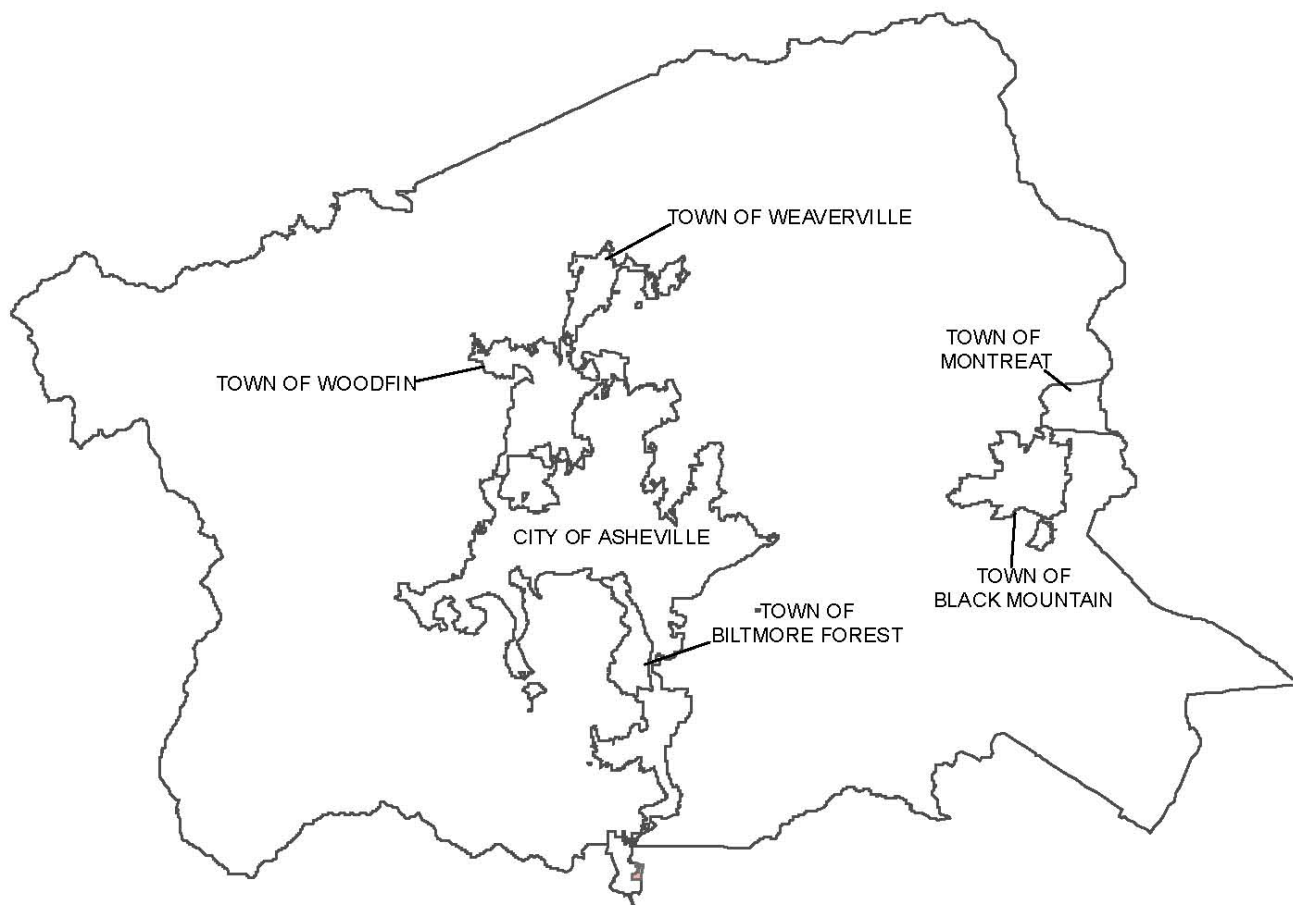 TOWN OF WEAVERVILLE
TOWN OF
MONTREAT
TOWN OF WOODFIN
CITY OF ASHEVILLE
TOWN OF
BLACK MOUNTAIN
TOWN OF
BILTMORE FOREST